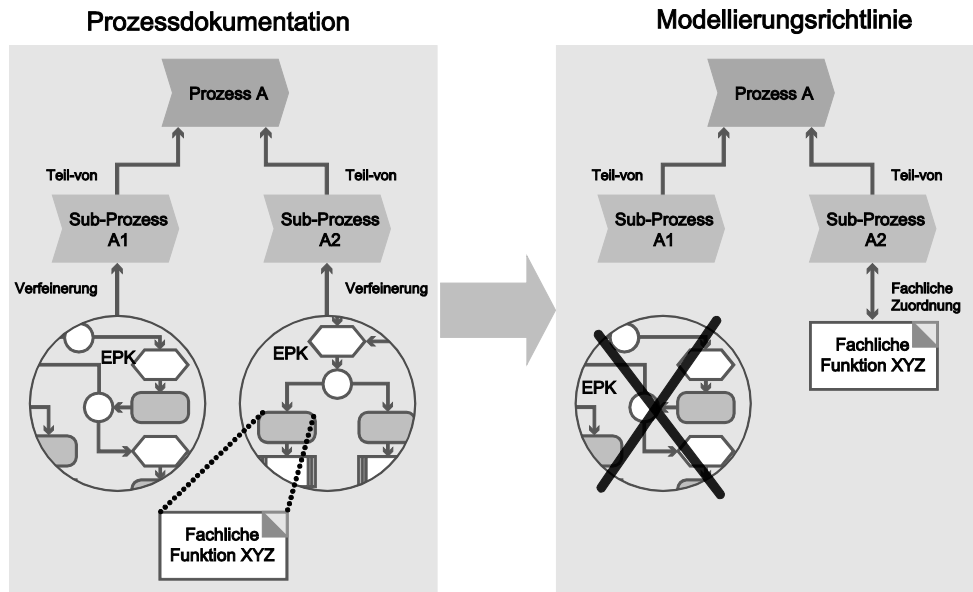 Prozessdokumentation
Prozess A
Teil-von
Teil-von
Sub-Prozess
A1
Sub-Prozess
A2
Verfeinerung
Verfeinerung
EPK
EPK
Fachliche
Funktion XYZ
Modellierungsrichtlinie
Prozess A
Teil-von
Teil-von
Sub-Prozess
A1
Sub-Prozess
A2
Fachliche
Zuordnung
EPK
Fachliche
Funktion XYZ